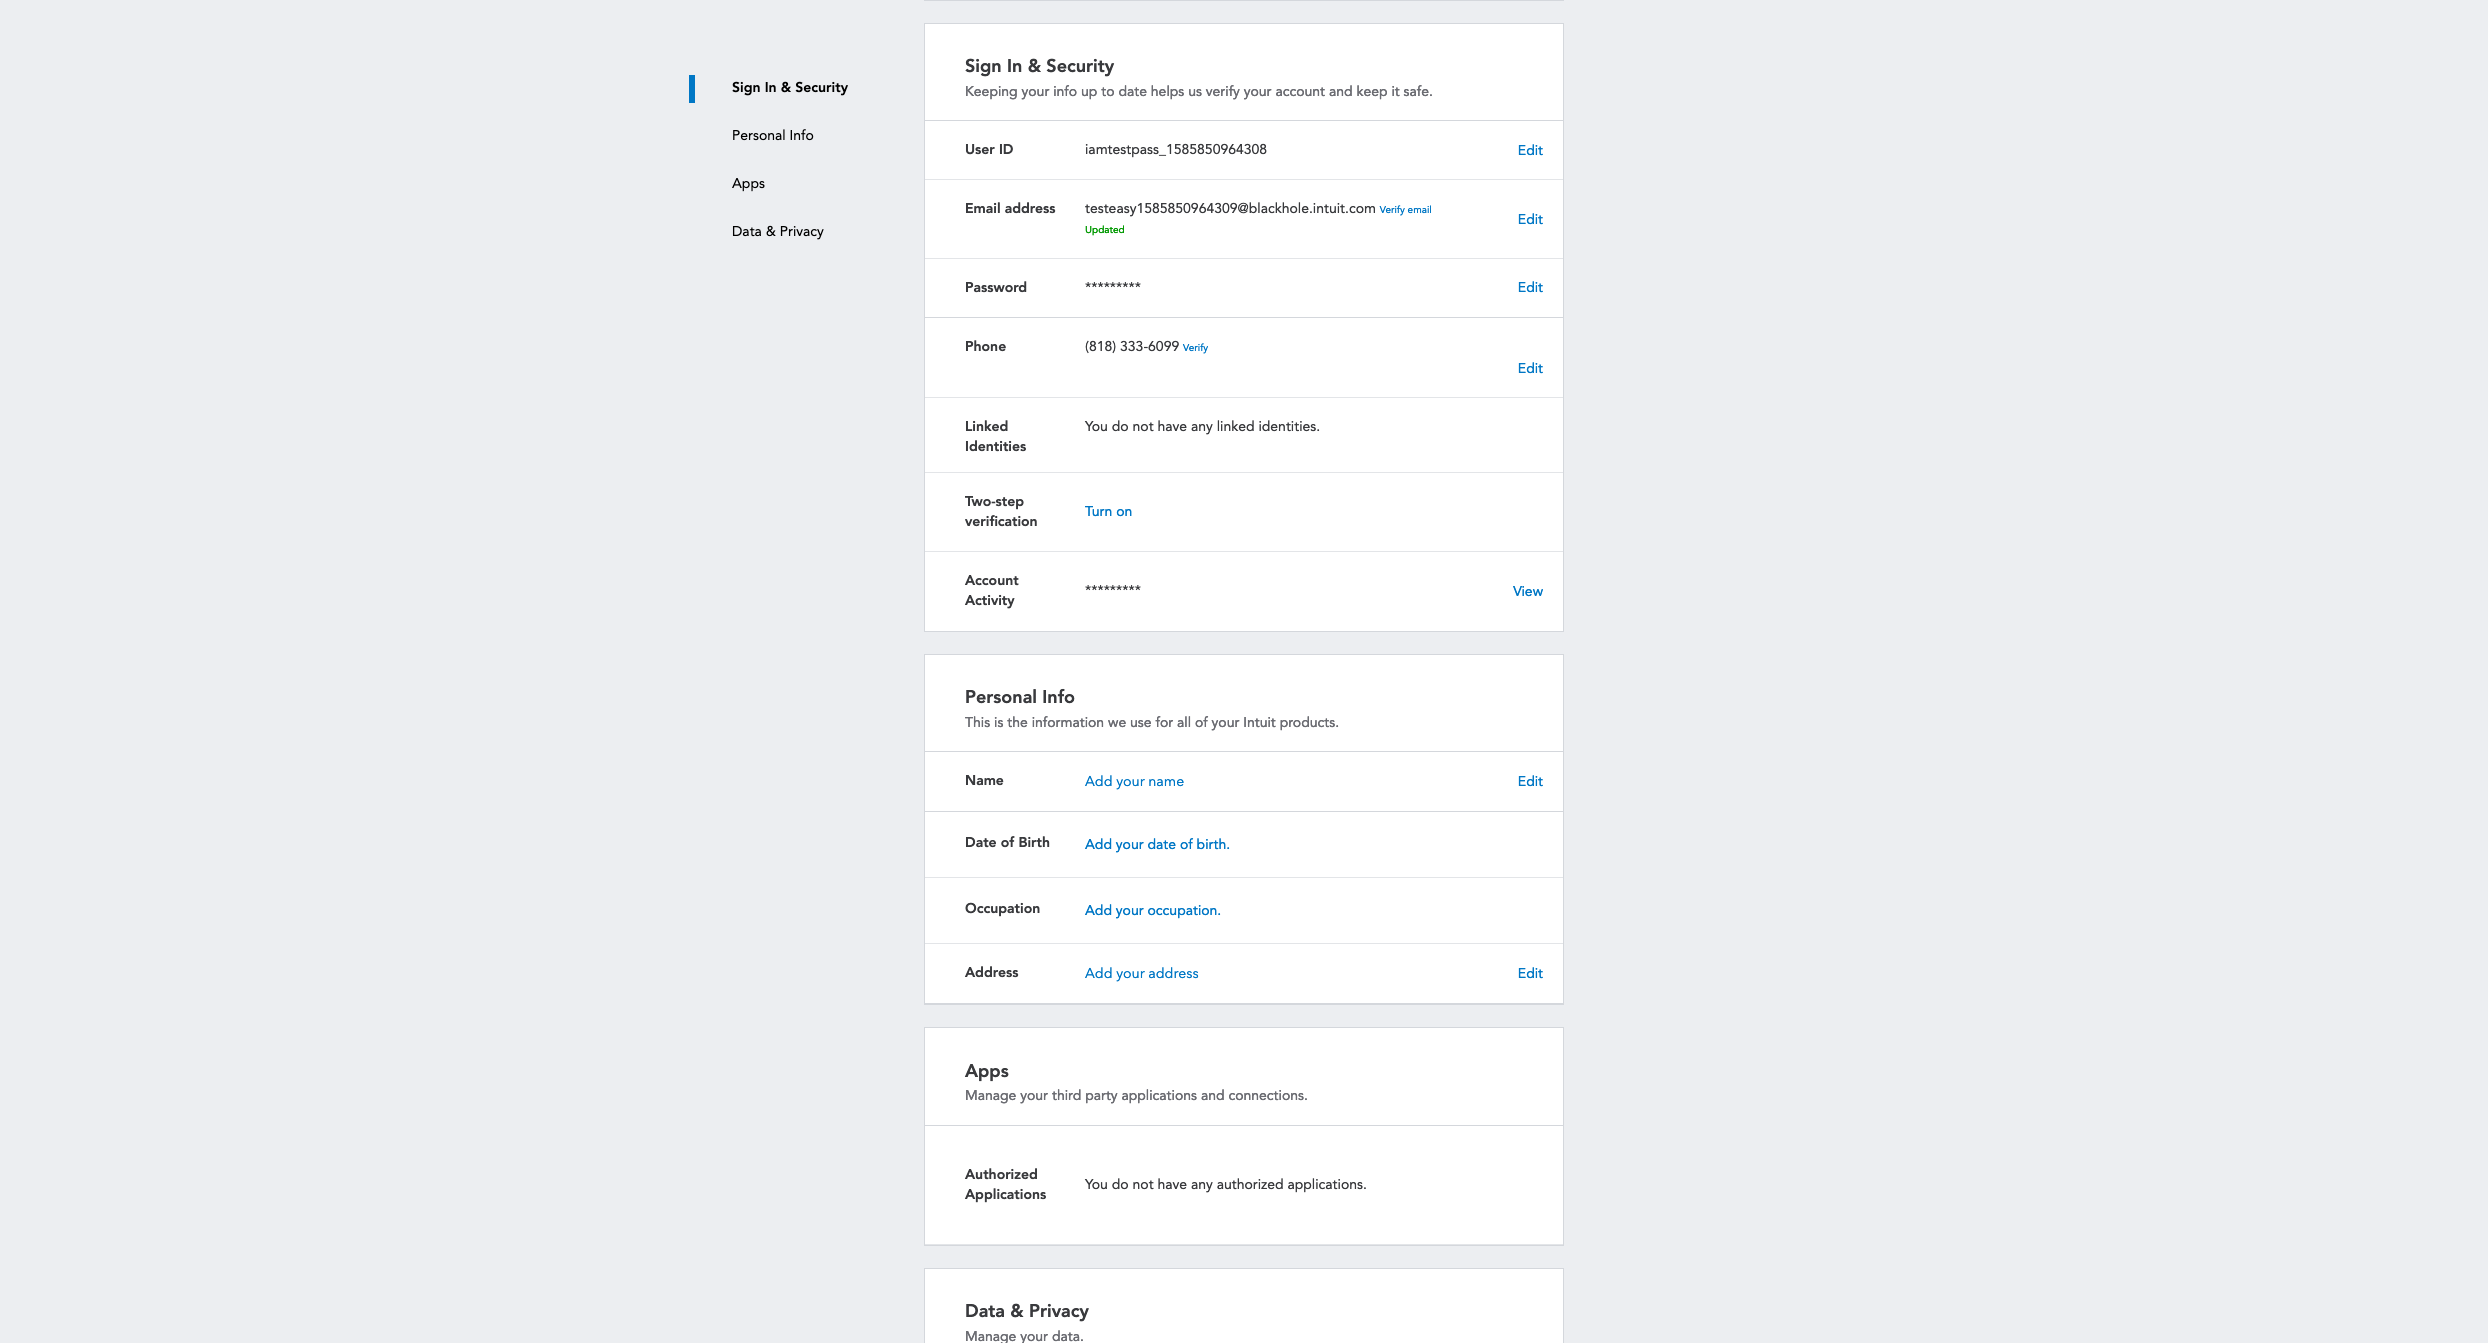 Sign In & Security
Personal Info
Apps
Data & Privacy
Sign In & Security
Keeping your info up to date helps us verify your account and keep it safe.
User ID iamtestpass_1585850964308 Edit
Email address testeasy1585850964309@blackhole.intuit.com Verify email Edit
Updated
Password ********* Edit
Phone (818) 333-6099 Verify Edit
Linked You do not have any linked identities.
Identities
Two-step
verification Turn on
Account
Activity ********* View
Personal Info
This is the information we use for all of your Intuit products.
Name Add your name Edit
Date of Birth Add your date of birth.
Occupation Add your occupation.
Address Add your address Edit
Apps
Manage your third party applications and connections.
Authorized
Applications You do not have any authorized applications.
Data & Privacy
Manage your data.